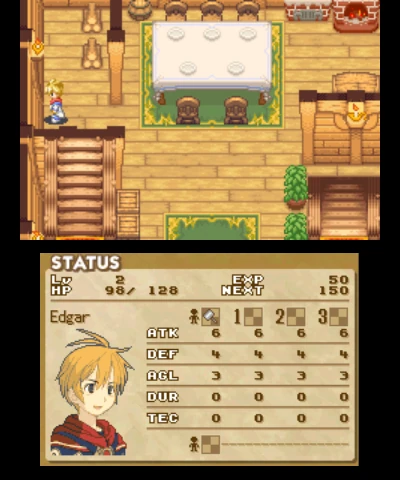 STATUS
Lv 2 EXP 50
HP 98/ 128 NEXT 150
Edgar 1 2 3
ATK 6 6 6 6
DEF 4 4 4 4
AGL 3 3 3 3
DUR 0 0 0 0
TEC 0 0 0 0